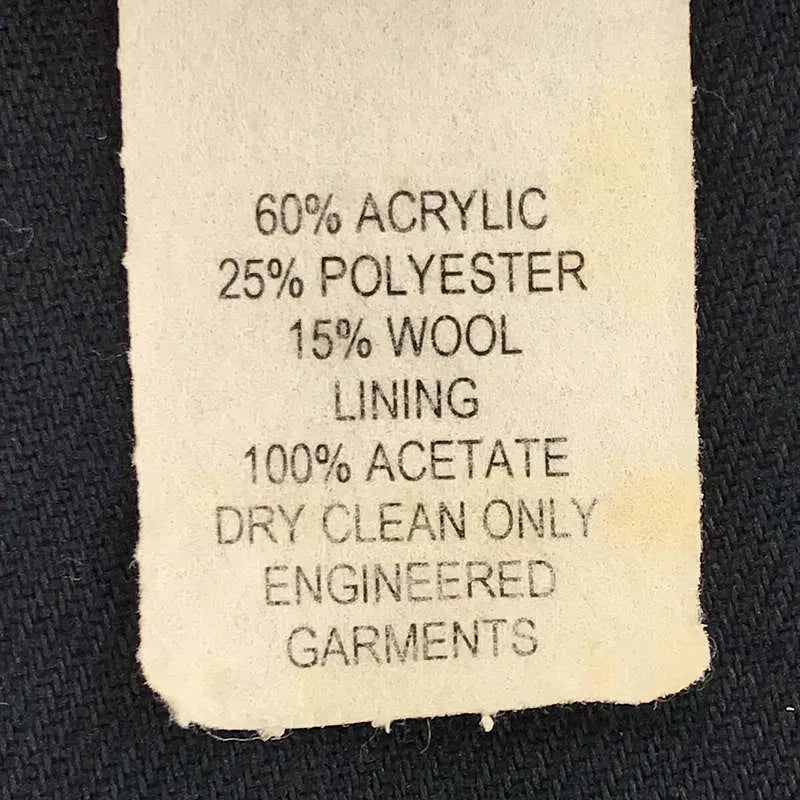 60% ACRYLIC
25% POLYESTER
15% WOOL
LINING
100% ACETATE
DRY CLEAN ONLY
ENGINEERED
GARMENTS